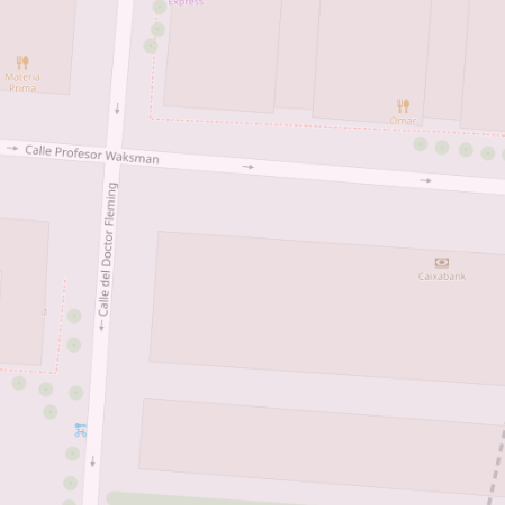 Express
Materia
Prima
Omar
Calle Profesor Waksman
Calle del Doctor Fleming
Caixabank